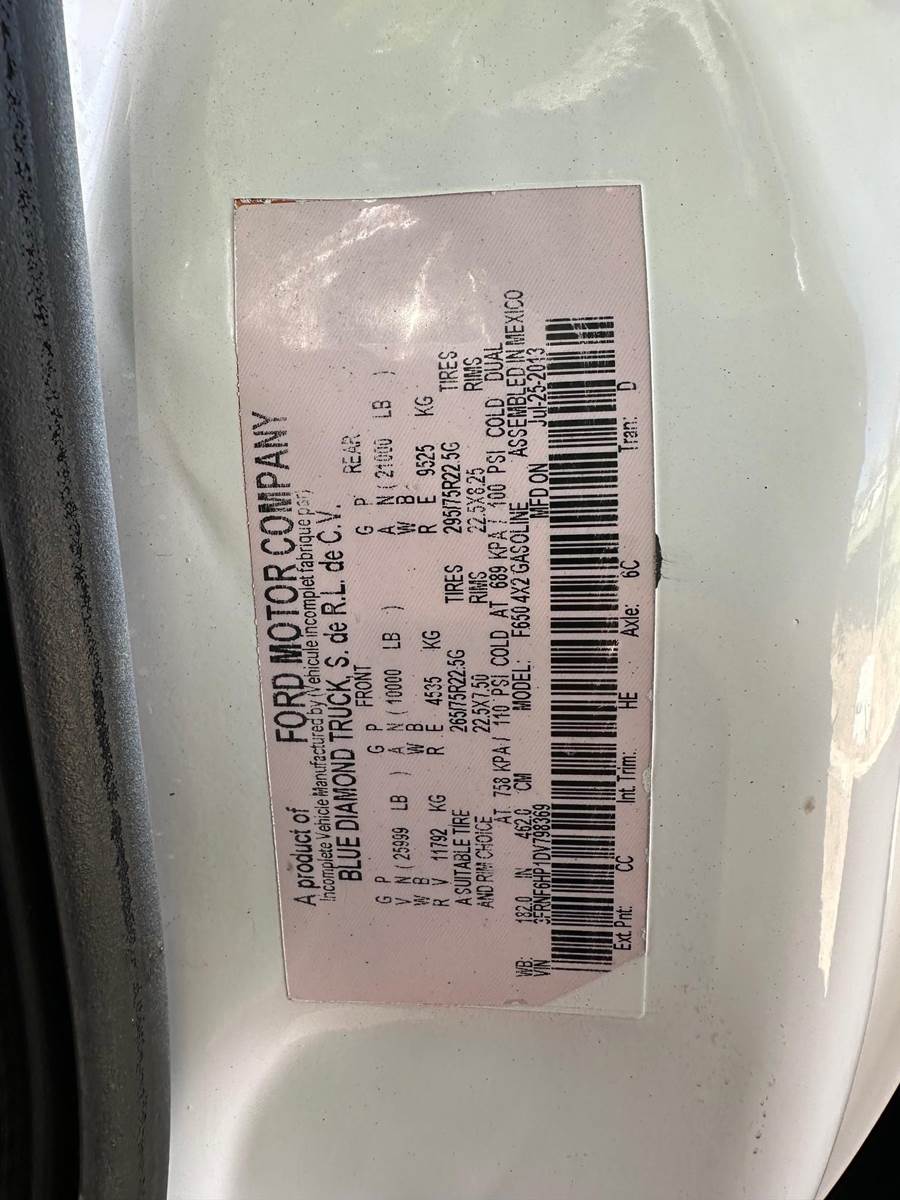 A product of FORD MOTOR COMPANY
Incomplete Vehicle Manufactured by (Vehicule incomplet fabrique par)
BLUE DIAMOND TRUCK, S. de R.L. de C.V.
FRONT REAR
G P G P G P
V N ( 25999 LB ) A N ( 10000 LB ) A N ( 21000 LB )
W B W B W B
R V 11792 KG R E 4535 KG R E 9525 KG
A SUITABLE TIRE 265/75R22.5G TIRES 295/75R22.5G TIRES
AND RIM CHOICE 22.5X7.50 RIMS 22.5X8.25 RIMS
AT 758 KPA / 110 PSI COLD AT 689 KPA / 100 PSI COLD DUAL
WB: 182.0 IN 462.0 CM MODEL: F650 4X2 GASOLINE ASSEMBLED IN MEXICO
VIN 3FRNF6HP1DV798369 MFD ON Jul-25-2013
Ext. Pnt: CC Int. Trim: HE Axle: 6C Tran: D